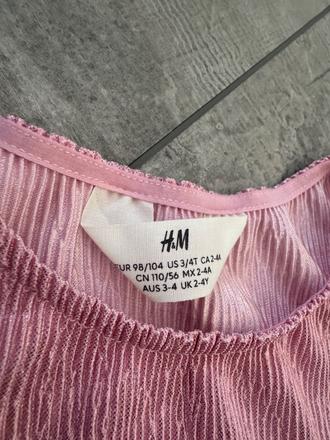 H&M
EUR 98/104 US 3/4T CA 2-4A
CN 110/56 MX 2-4A
AUS 3-4 UK 2-4Y